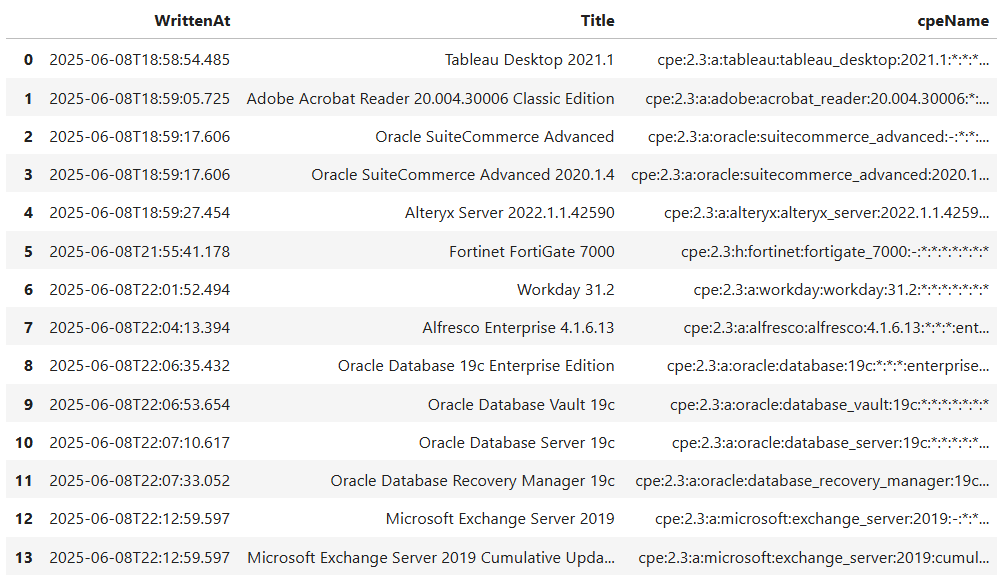 WrittenAt Title cpeName
0 2025-06-08T18:58:54.485 Tableau Desktop 2021.1 cpe:2.3:a:tableau:tableau_desktop:2021.1:*:*:*...
1 2025-06-08T18:59:05.725 Adobe Acrobat Reader 20.004.30006 Classic Edition cpe:2.3:a:adobe:acrobat_reader:20.004.30006:*:...
2 2025-06-08T18:59:17.606 Oracle SuiteCommerce Advanced cpe:2.3:a:oracle:suitecommerce_advanced:-:*:*:...
3 2025-06-08T18:59:17.606 Oracle SuiteCommerce Advanced 2020.1.4 cpe:2.3:a:oracle:suitecommerce_advanced:2020.1...
4 2025-06-08T18:59:27.454 Alteryx Server 2022.1.1.42590 cpe:2.3:a:alteryx:alteryx_server:2022.1.1.4259...
5 2025-06-08T21:55:41.178 Fortinet FortiGate 7000 cpe:2.3:h:fortinet:fortigate_7000:-:*:*:*:*:*:*:*
6 2025-06-08T22:01:52.494 Workday 31.2 cpe:2.3:a:workday:workday:31.2:*:*:*:*:*:*:*
7 2025-06-08T22:04:13.394 Alfresco Enterprise 4.1.6.13 cpe:2.3:a:alfresco:alfresco:4.1.6.13:*:*:*:ent...
8 2025-06-08T22:06:35.432 Oracle Database 19c Enterprise Edition cpe:2.3:a:oracle:database:19c:*:*:*:enterprise...
9 2025-06-08T22:06:53.654 Oracle Database Vault 19c cpe:2.3:a:oracle:database_vault:19c:*:*:*:*:*:*:*
10 2025-06-08T22:07:10.617 Oracle Database Server 19c cpe:2.3:a:oracle:database_server:19c:*:*:*:*:*...
11 2025-06-08T22:07:33.052 Oracle Database Recovery Manager 19c cpe:2.3:a:oracle:database_recovery_manager:19c...
12 2025-06-08T22:12:59.597 Microsoft Exchange Server 2019 cpe:2.3:a:microsoft:exchange_server:2019:-:*:*...
13 2025-06-08T22:12:59.597 Microsoft Exchange Server 2019 Cumulative Upda... cpe:2.3:a:microsoft:exchange_server:2019:cumul...